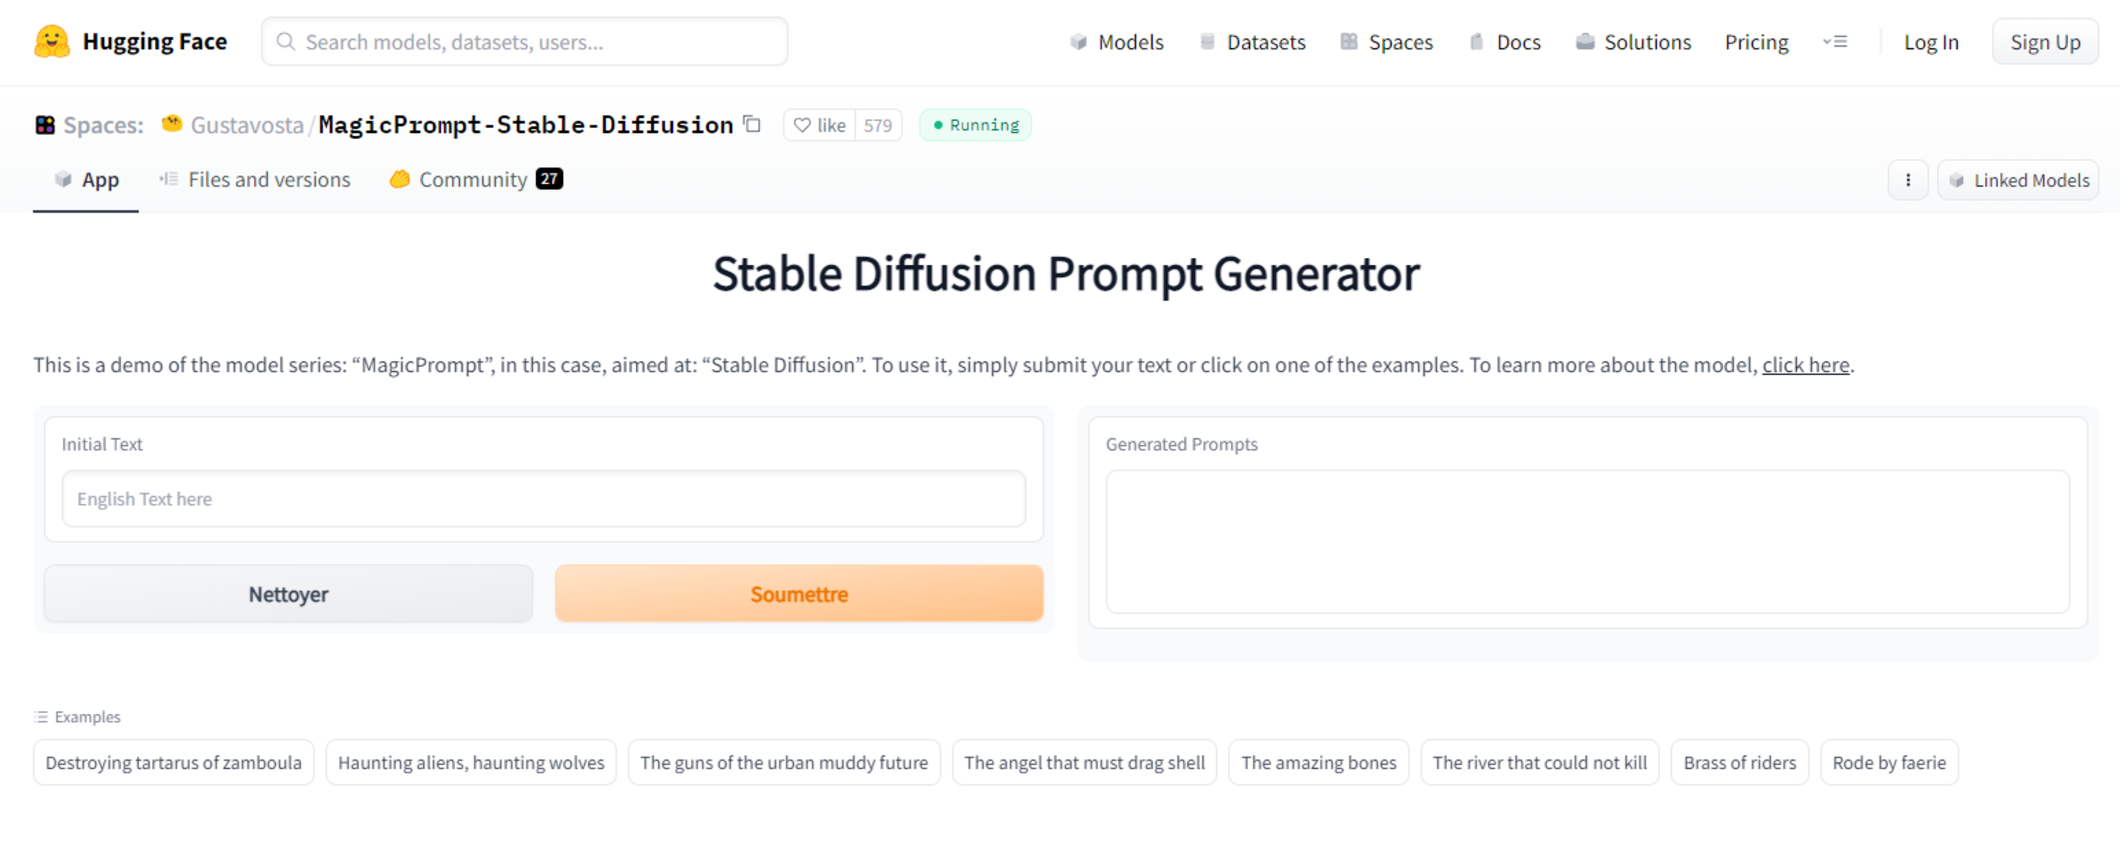 Hugging Face
Search models, datasets, users...
Models
Datasets
Spaces
Docs
Solutions
Pricing
Log In
Sign Up
Spaces: Gustavosta/MagicPrompt-Stable-Diffusion
like 579
Running
App
Files and versions
Community 27
Linked Models
Stable Diffusion Prompt Generator
This is a demo of the model series: “MagicPrompt”, in this case, aimed at: “Stable Diffusion”. To use it, simply submit your text or click on one of the examples. To learn more about the model, click here.
Initial Text
English Text here
Nettoyer
Soumettre
Generated Prompts
Examples
Destroying tartarus of zamboula
Haunting aliens, haunting wolves
The guns of the urban muddy future
The angel that must drag shell
The amazing bones
The river that could not kill
Brass of riders
Rode by faerie